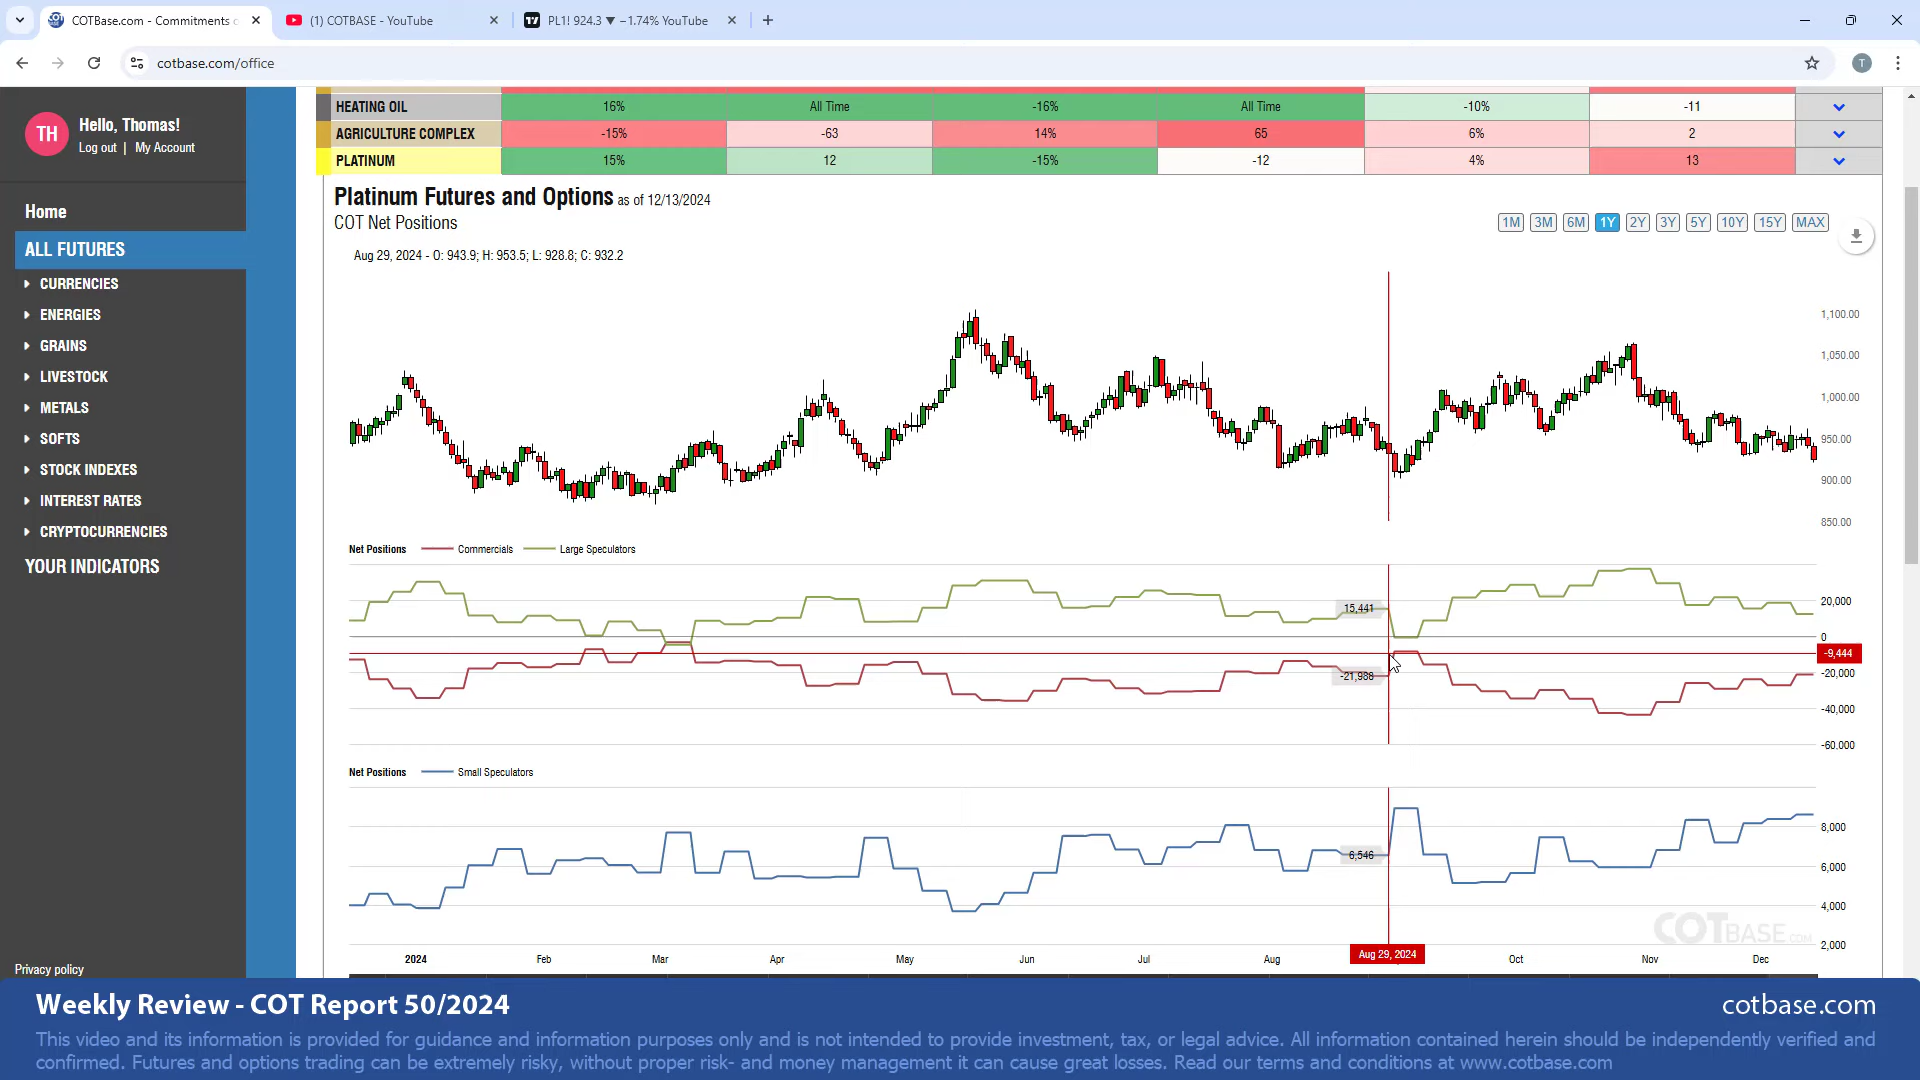 COTBase.com - Commitments o
(1) COTBASE - YouTube
PL1! 924.3 ▼ −1.74% YouTube
cotbase.com/office
T
TH
Hello, Thomas!
Log out | My Account
Home
ALL FUTURES
CURRENCIES
ENERGIES
GRAINS
LIVESTOCK
METALS
SOFTS
STOCK INDEXES
INTEREST RATES
CRYPTOCURRENCIES
YOUR INDICATORS
Privacy policy
HEATING OIL 16% All Time -16% All Time -10% -11
AGRICULTURE COMPLEX -15% -63 14% 65 6% 2
PLATINUM 15% 12 -15% -12 4% 13
Platinum Futures and Options as of 12/13/2024
COT Net Positions
1M 3M 6M 1Y 2Y 3Y 5Y 10Y 15Y MAX
Aug 29, 2024 - O: 943.9; H: 953.5; L: 928.8; C: 932.2
1,100.00
1,050.00
1,000.00
950.00
900.00
850.00
Net Positions Commercials Large Speculators
15,441
20,000
0
-9,444
-21,988
-20,000
-40,000
-60,000
Net Positions Small Speculators
8,000
6,546
6,000
4,000
COTBASE.COM
2,000
2024 Feb Mar Apr May Jun Jul Aug Aug 29, 2024 Oct Nov Dec
Weekly Review - COT Report 50/2024
cotbase.com
This video and its information is provided for guidance and information purposes only and is not intended to provide investment, tax, or legal advice. All information contained herein should be independently verified and
confirmed. Futures and options trading can be extremely risky, without proper risk- and money management it can cause great losses. Read our terms and conditions at www.cotbase.com